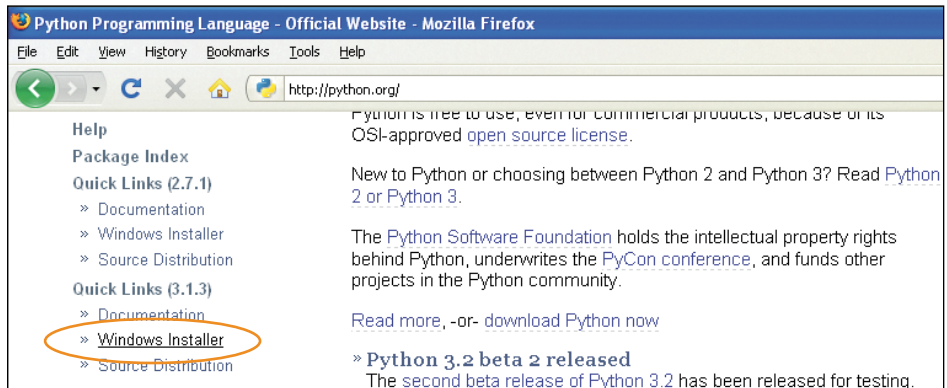 Python Programming Language - Official Website - Mozilla Firefox
File Edit View History Bookmarks Tools Help
http://python.org/
Help
Package Index
Quick Links (2.7.1)
» Documentation
» Windows Installer
» Source Distribution
Quick Links (3.1.3)
» Documentation
» Windows Installer
» Source Distribution
Python is free to use, even for commercial products, because of its
OSI-approved open source license.
New to Python or choosing between Python 2 and Python 3? Read Python
2 or Python 3.
The Python Software Foundation holds the intellectual property rights
behind Python, underwrites the PyCon conference, and funds other
projects in the Python community.
Read more, -or- download Python now
» Python 3.2 beta 2 released
The second beta release of Python 3.2 has been released for testing.